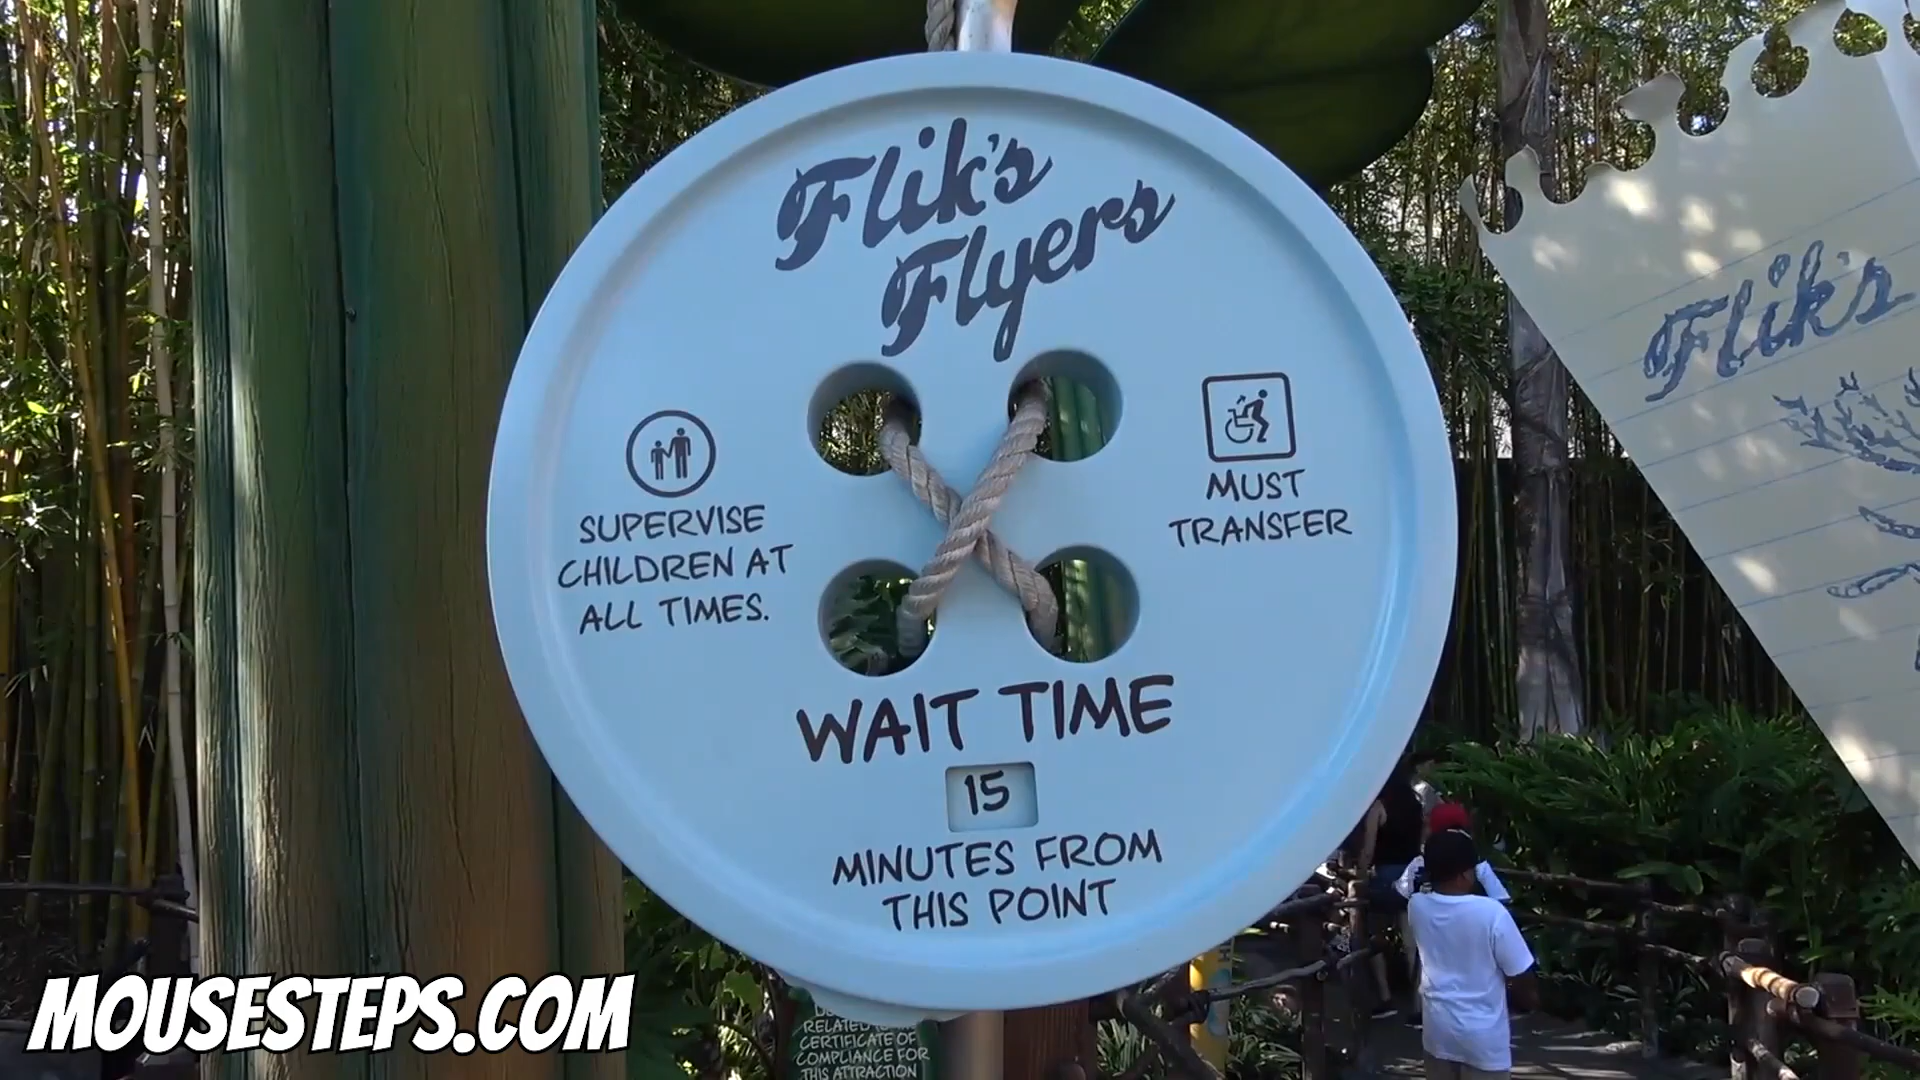 Flik's
Flyers
SUPERVISE
CHILDREN AT
ALL TIMES.
MUST
TRANSFER
WAIT TIME
15
MINUTES FROM
THIS POINT
Flik's
RELATED
CERTIFICATE OF
COMPLIANCE FOR
THIS ATTRACTION
MOUSESTEPS.COM